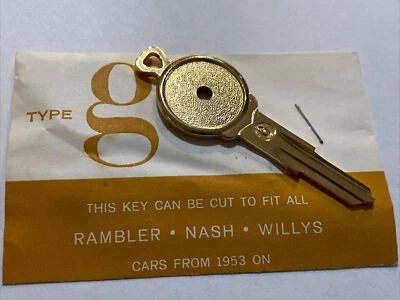 TYPE g
THIS KEY CAN BE CUT TO FIT ALL
RAMBLER • NASH • WILLYS
CARS FROM 1953 ON